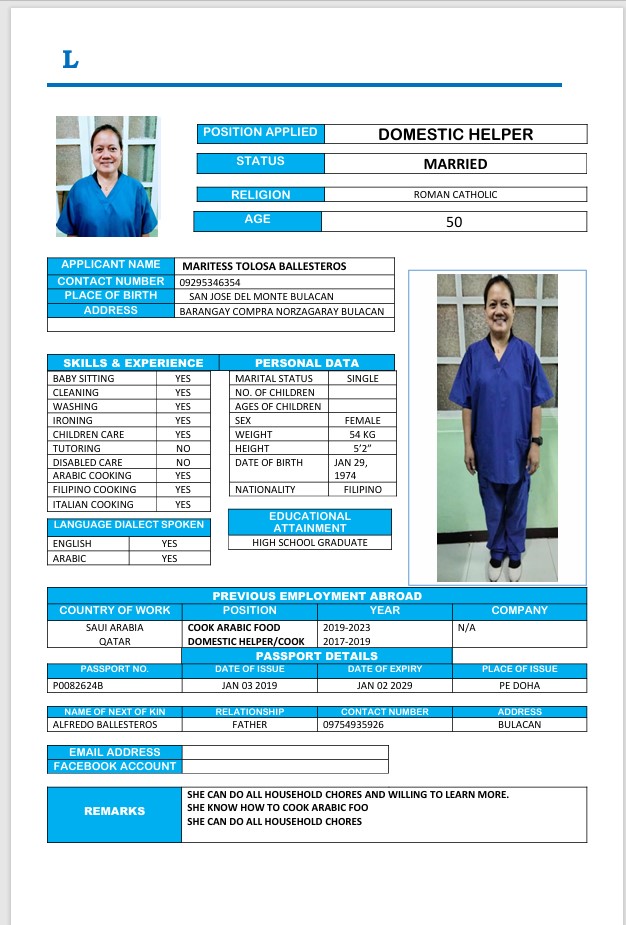 L
POSITION APPLIED DOMESTIC HELPER
STATUS MARRIED
RELIGION ROMAN CATHOLIC
AGE 50
APPLICANT NAME MARITESS TOLOSA BALLESTEROS
CONTACT NUMBER 09295346354
PLACE OF BIRTH SAN JOSE DEL MONTE BULACAN
ADDRESS BARANGAY COMPRA NORZAGARAY BULACAN
SKILLS & EXPERIENCE
BABY SITTING YES
CLEANING YES
WASHING YES
IRONING YES
CHILDREN CARE YES
TUTORING NO
DISABLED CARE NO
ARABIC COOKING YES
FILIPINO COOKING YES
ITALIAN COOKING YES
LANGUAGE DIALECT SPOKEN
ENGLISH YES
ARABIC YES
PERSONAL DATA
MARITAL STATUS SINGLE
NO. OF CHILDREN
AGES OF CHILDREN
SEX FEMALE
WEIGHT 54 KG
HEIGHT 5’2”
DATE OF BIRTH JAN 29,
1974
NATIONALITY FILIPINO
EDUCATIONAL
ATTAINMENT
HIGH SCHOOL GRADUATE
PREVIOUS EMPLOYMENT ABROAD
COUNTRY OF WORK POSITION YEAR COMPANY
SAUI ARABIA COOK ARABIC FOOD 2019-2023 N/A
QATAR DOMESTIC HELPER/COOK 2017-2019
PASSPORT DETAILS
PASSPORT NO. DATE OF ISSUE DATE OF EXPIRY PLACE OF ISSUE
P0082624B JAN 03 2019 JAN 02 2029 PE DOHA
NAME OF NEXT OF KIN RELATIONSHIP CONTACT NUMBER ADDRESS
ALFREDO BALLESTEROS FATHER 09754935926 BULACAN
EMAIL ADDRESS
FACEBOOK ACCOUNT
REMARKS
SHE CAN DO ALL HOUSEHOLD CHORES AND WILLING TO LEARN MORE.
SHE KNOW HOW TO COOK ARABIC FOO
SHE CAN DO ALL HOUSEHOLD CHORES